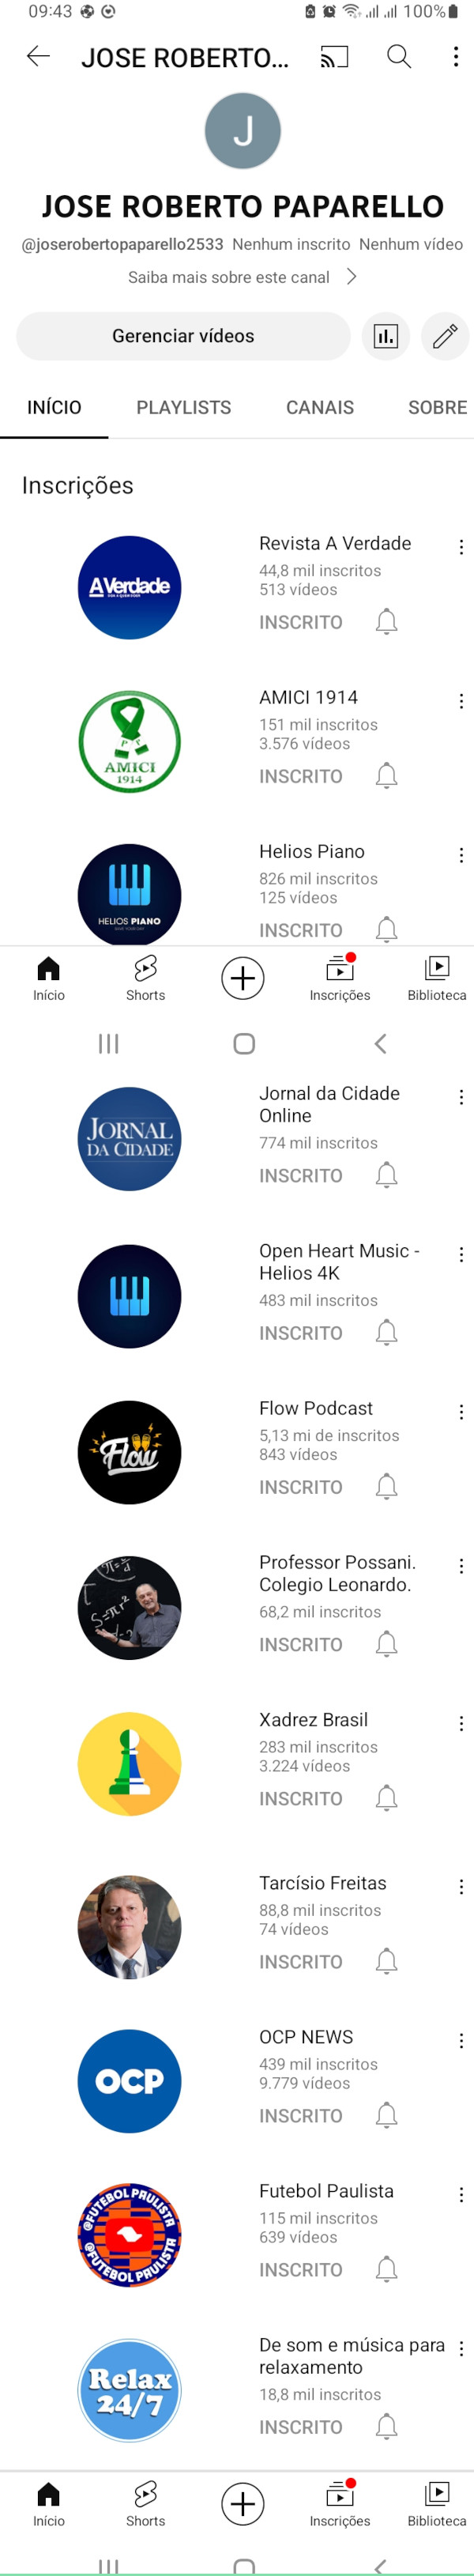 09:43
100%
JOSE ROBERTO...
J
JOSE ROBERTO PAPARELLO
@joserobertopaparello2533 Nenhum inscrito Nenhum vídeo
Saiba mais sobre este canal
Gerenciar vídeos
INÍCIO PLAYLISTS CANAIS SOBRE
Inscrições
AVerdade
Revista A Verdade
44,8 mil inscritos
513 vídeos
INSCRITO
AMICI
1914
AMICI 1914
151 mil inscritos
3.576 vídeos
INSCRITO
HELIOS PIANO
Helios Piano
826 mil inscritos
125 vídeos
INSCRITO
Início Shorts Inscrições Biblioteca
JORNAL
DA CIDADE
Jornal da Cidade
Online
774 mil inscritos
INSCRITO
Open Heart Music -
Helios 4K
483 mil inscritos
INSCRITO
Flow
Flow Podcast
5,13 mi de inscritos
843 vídeos
INSCRITO
S=πr²
Professor Possani.
Colegio Leonardo.
68,2 mil inscritos
INSCRITO
Xadrez Brasil
283 mil inscritos
3.224 vídeos
INSCRITO
Tarcísio Freitas
88,8 mil inscritos
74 vídeos
INSCRITO
OCP
OCP NEWS
439 mil inscritos
9.779 vídeos
INSCRITO
@FUTEBOL PAULISTA
@FUTEBOL PAULISTA
Futebol Paulista
115 mil inscritos
639 vídeos
INSCRITO
Relax
24/7
De som e música para
relaxamento
18,8 mil inscritos
INSCRITO
Início Shorts Inscrições Biblioteca